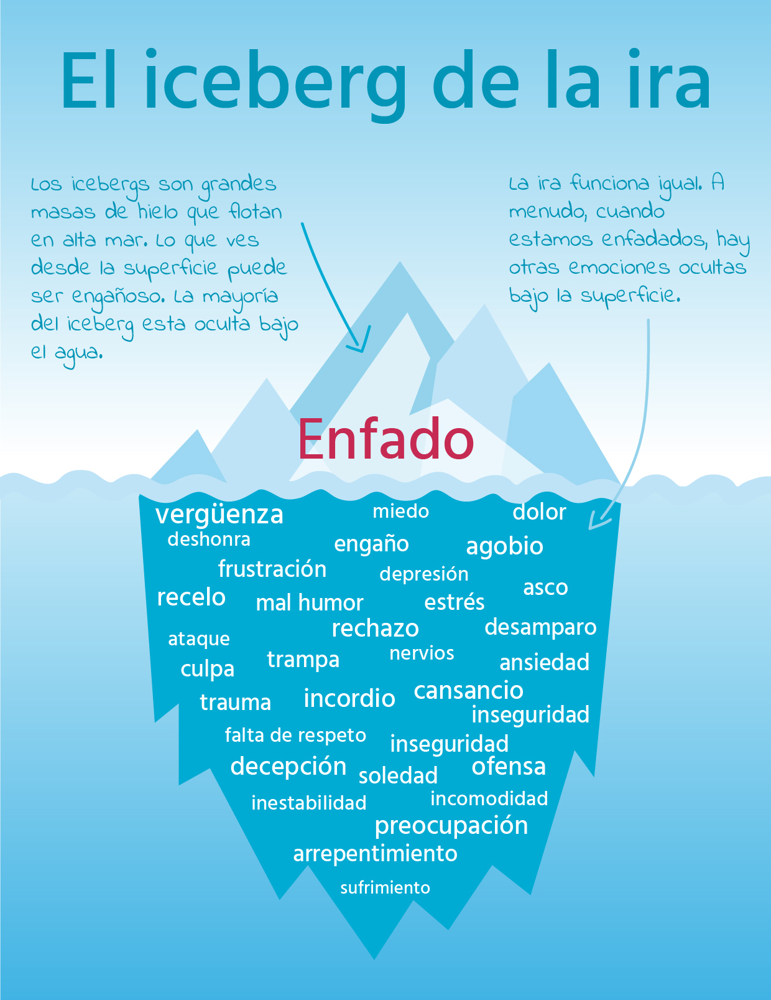 El iceberg de la ira
Los icebergs son grandes
masas de hielo que flotan
en alta mar. Lo que ves
desde la superficie puede
ser engañoso. La mayoría
del iceberg esta oculta bajo
el agua.
La ira funciona igual. A
menudo, cuando
estamos enfadados, hay
otras emociones ocultas
bajo la superficie.
Enfado
vergüenza miedo dolor
deshonra engaño agobio
frustración depresión asco
recelo mal humor estrés
rechazo desamparo
ataque nervios
culpa trampa ansiedad
trauma incordio cansancio
inseguridad
falta de respeto inseguridad
decepción soledad ofensa
inestabilidad incomodidad
preocupación
arrepentimiento
sufrimiento